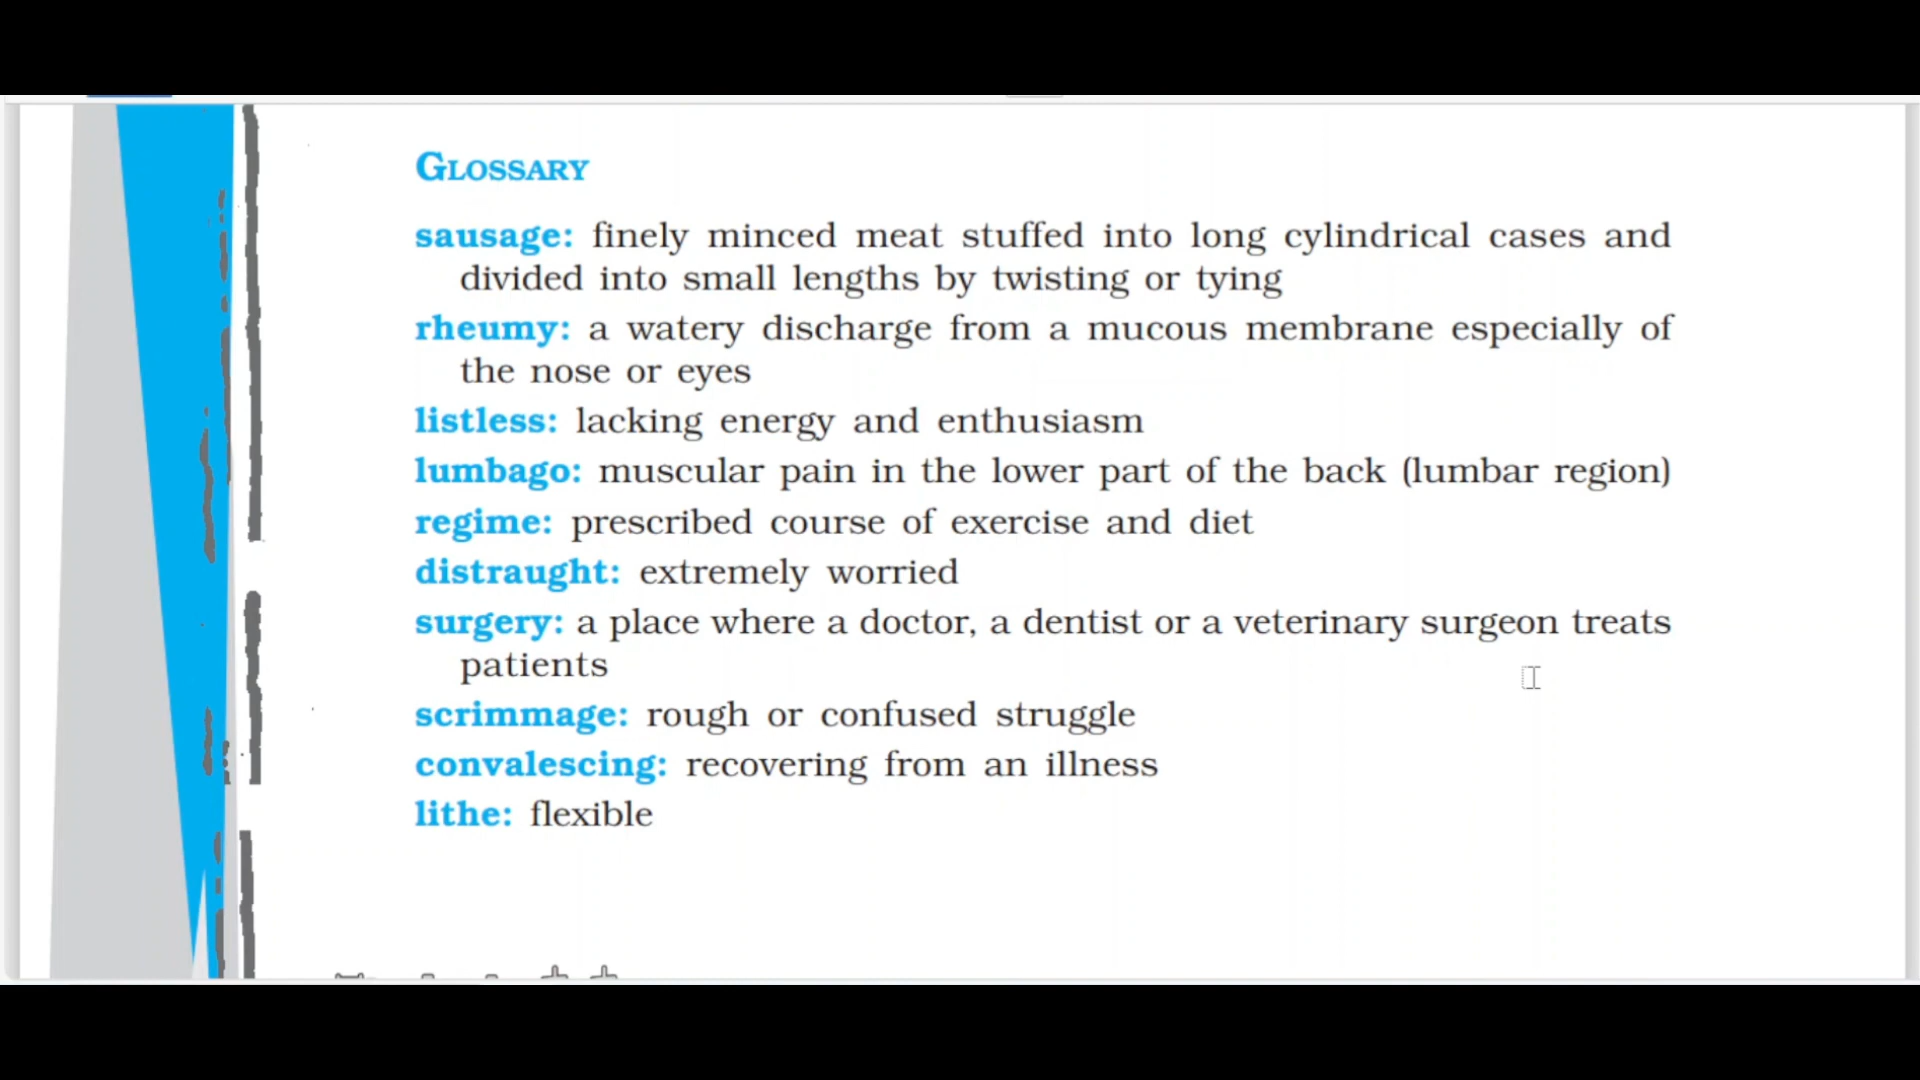 GLOSSARY
sausage: finely minced meat stuffed into long cylindrical cases and
divided into small lengths by twisting or tying
rheumy: a watery discharge from a mucous membrane especially of
the nose or eyes
listless: lacking energy and enthusiasm
lumbago: muscular pain in the lower part of the back (lumbar region)
regime: prescribed course of exercise and diet
distraught: extremely worried
surgery: a place where a doctor, a dentist or a veterinary surgeon treats
patients
scrimmage: rough or confused struggle
convalescing: recovering from an illness
lithe: flexible